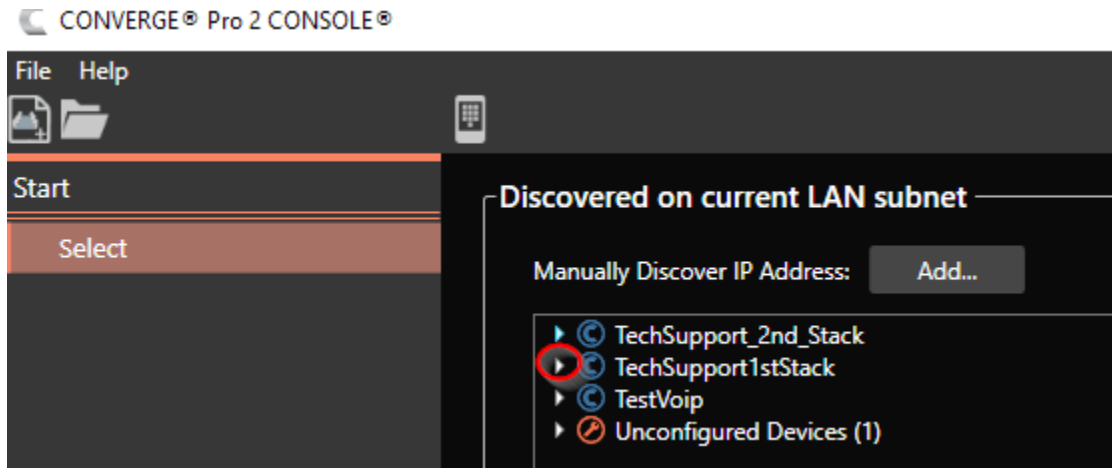 CONVERGE® Pro 2 CONSOLE®
File Help
Start
Select
Discovered on current LAN subnet
Manually Discover IP Address: Add...
TechSupport_2nd_Stack
TechSupport1stStack
TestVoip
Unconfigured Devices (1)